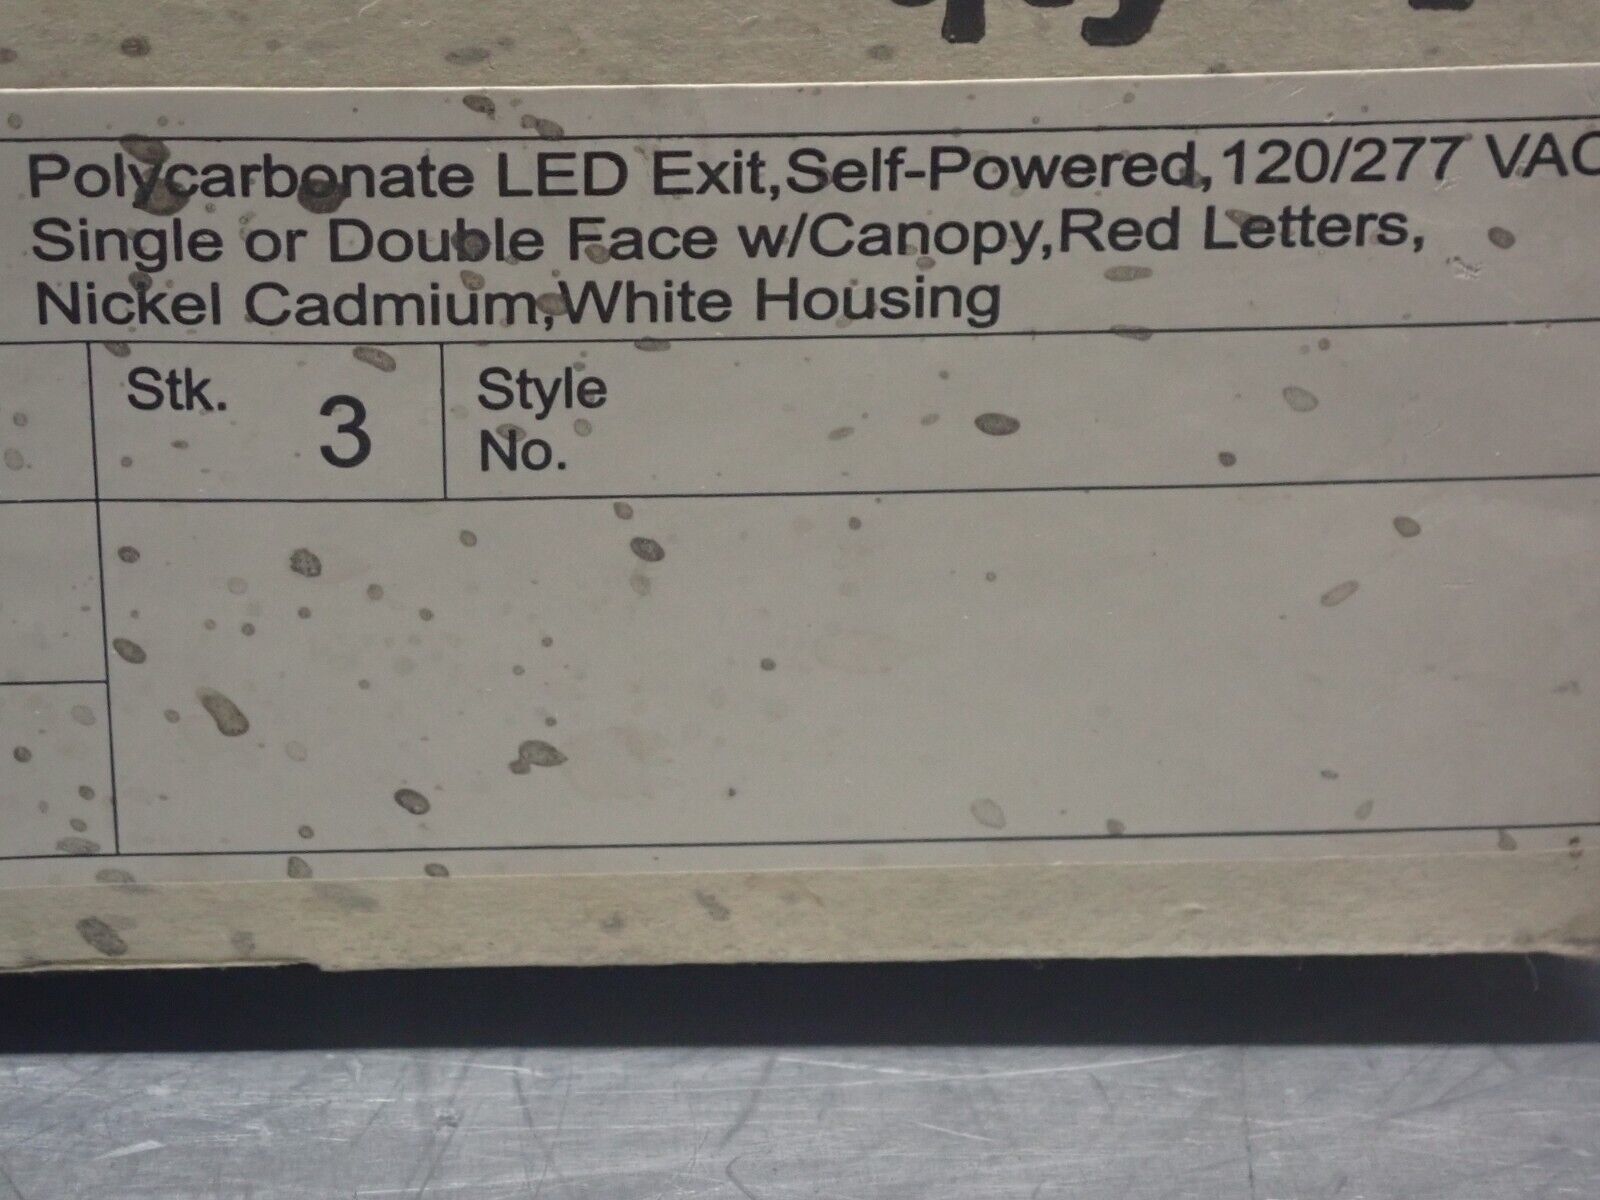 Polycarbonate LED Exit,Self-Powered,120/277 VAC
Single or Double Face w/Canopy,Red Letters,
Nickel Cadmium,White Housing
Stk. 3
Style
No.